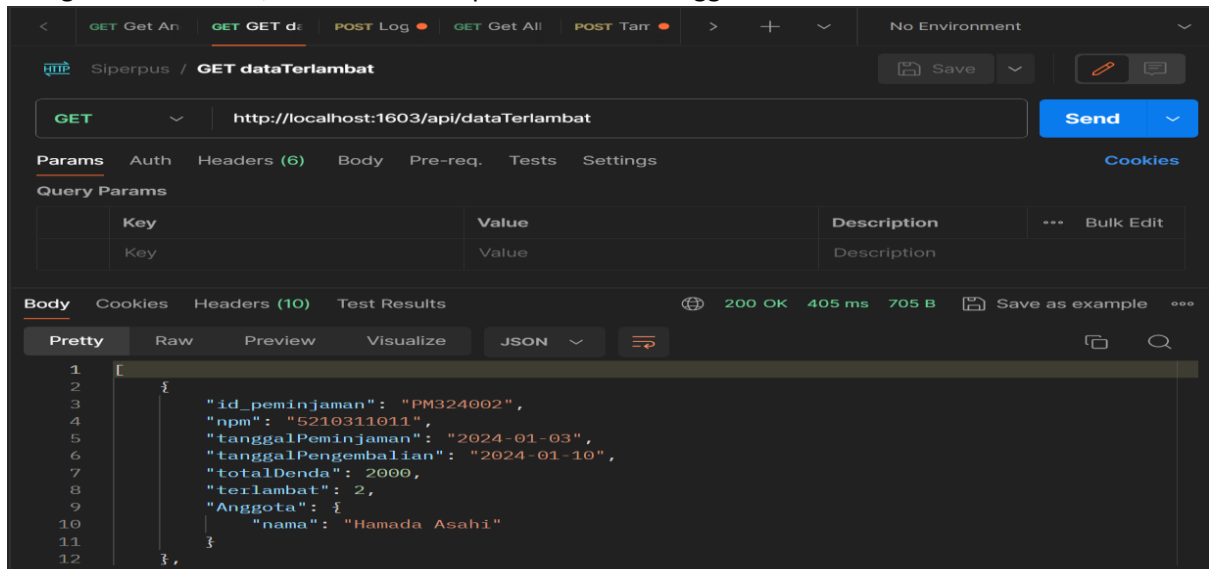 < GET Get An GET GET da POST Log GET Get All POST Tam > + No Environment
HTTP Siperpus / GET dataTerlambat Save
GET http://localhost:1603/api/dataTerlambat Send
Params Auth Headers (6) Body Pre-req. Tests Settings Cookies
Query Params
Key Value Description ••• Bulk Edit
Key Value Description
Body Cookies Headers (10) Test Results 200 OK 405 ms 705 B Save as example
Pretty Raw Preview Visualize JSON
1 [
2 {
3 "id_peminjaman": "PM324002",
4 "npm": "5210311011",
5 "tanggalPeminjaman": "2024-01-03",
6 "tanggalPengembalian": "2024-01-10",
7 "totalDenda": 2000,
8 "terlambat": 2,
9 "Anggota": {
10 "nama": "Hamada Asahi"
11 }
12 },